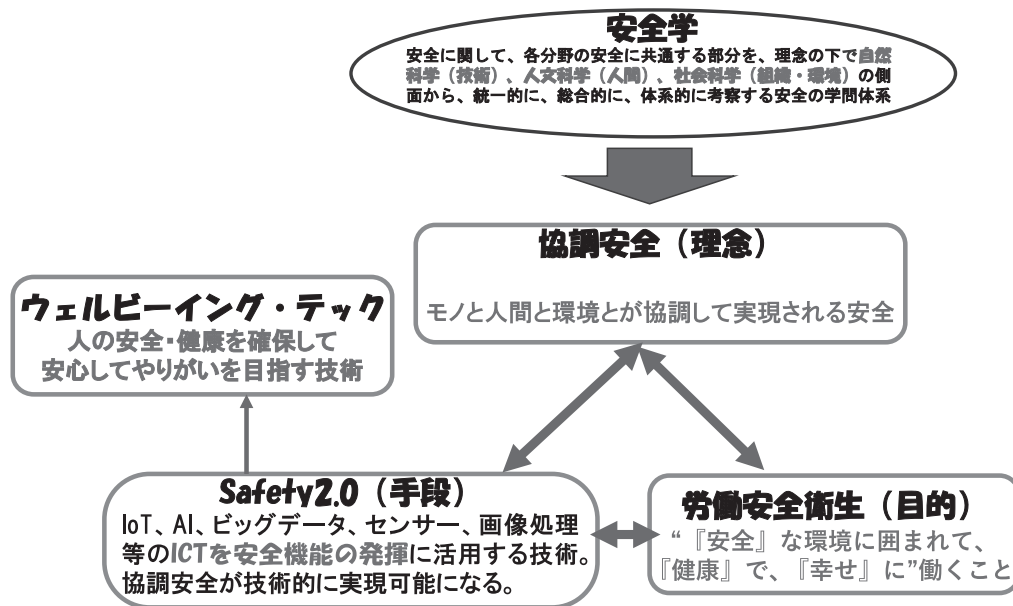 安全学
安全に関して、各分野の安全に共通する部分を、理念の下で自然
科学（技術）、人文科学（人間）、社会科学（組織・環境）の側
面から、統一的に、総合的に、体系的に考察する安全の学問体系
協調安全（理念）
モノと人間と環境とが協調して実現される安全
ウェルビーイング・テック
人の安全・健康を確保して
安心してやりがいを目指す技術
Safety2.0（手段）
IoT、AI、ビッグデータ、センサー、画像処理
等のICTを安全機能の発揮に活用する技術。
協調安全が技術的に実現可能になる。
労働安全衛生（目的）
“『安全』な環境に囲まれて、
『健康』で、『幸せ』に”働くこと